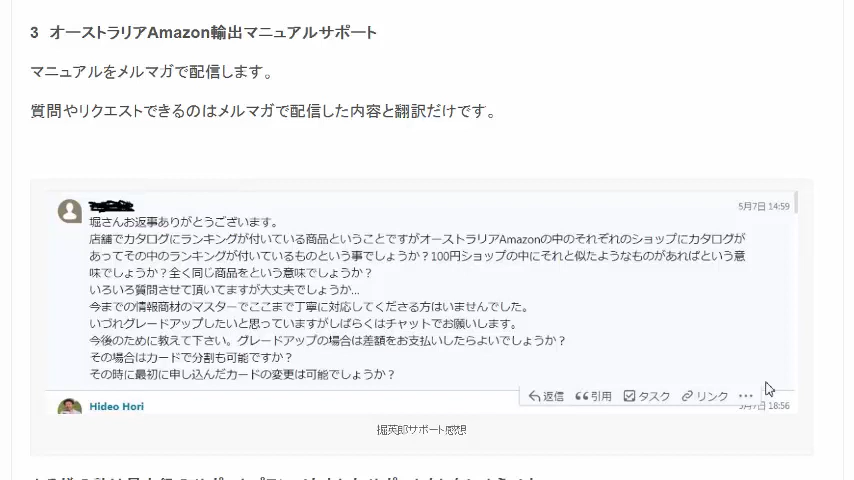 3 オーストラリアAmazon輸出マニュアルサポート
マニュアルをメルマガで配信します。
質問やリクエストできるのはメルマガで配信した内容と翻訳だけです。
5月7日 14:59
堀さんお返事ありがとうございます。
店舗でカタログにランキングが付いている商品ということですがオーストラリアAmazonの中のそれぞれのショップにカタログが
あってその中のランキングが付いているものという事でしょうか？100円ショップの中にそれと似たようなものがあればという意
味でしょうか？全く同じ商品をという意味でしょうか？
いろいろ質問させて頂いてますが大丈夫でしょうか...
今までの情報商材のマスターでここまで丁寧に対応してくださる方はいませんでした。
いづれグレードアップしたいと思っていますがしばらくはチャットでお願いします。
今後のために教えて下さい。グレードアップの場合は差額をお支払いしたらよいでしょうか？
その場合はカードで分割も可能ですか？
その時に最初に申し込んだカードの変更は可能でしょうか？
返信 引用 タスク リンク ...
Hideo Hori
5月7日 18:56
堀英郎サポート感想